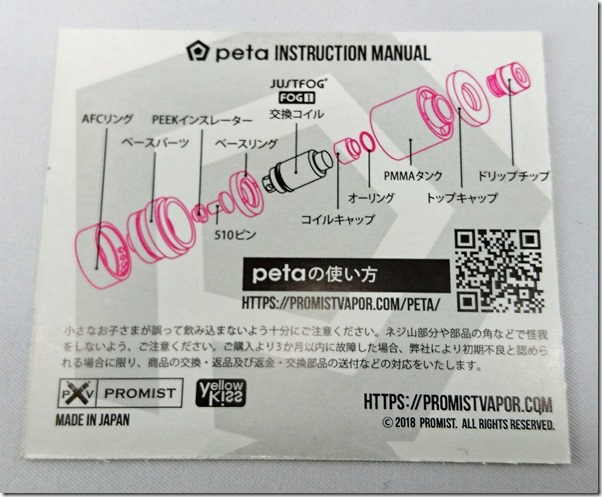 peta INSTRUCTION MANUAL
JUSTFOG
FOG1
交換コイル
AFCリング
PEEKインスレーター
ベースパーツ
ベースリング
510ピン
コイルキャップ
オーリング
PMMAタンク
トップキャップ
ドリップチップ
petaの使い方
HTTPS://PROMISTVAPOR.COM/PETA/
小さなお子さまが誤って飲み込まないよう十分にご注意ください。ネジ山部分や部品の角などで怪我
をしないよう、ご注意ください。ご購入より3か月以内に故障した場合、弊社により初期不良と認めら
れる場合に限り、商品の交換・返品及び返金・交換部品の送付などの対応をいたします。
PXV PROMIST
yellow
Kiss
MADE IN JAPAN
HTTPS://PROMISTVAPOR.COM
© 2018 PROMIST. ALL RIGHTS RESERVED.